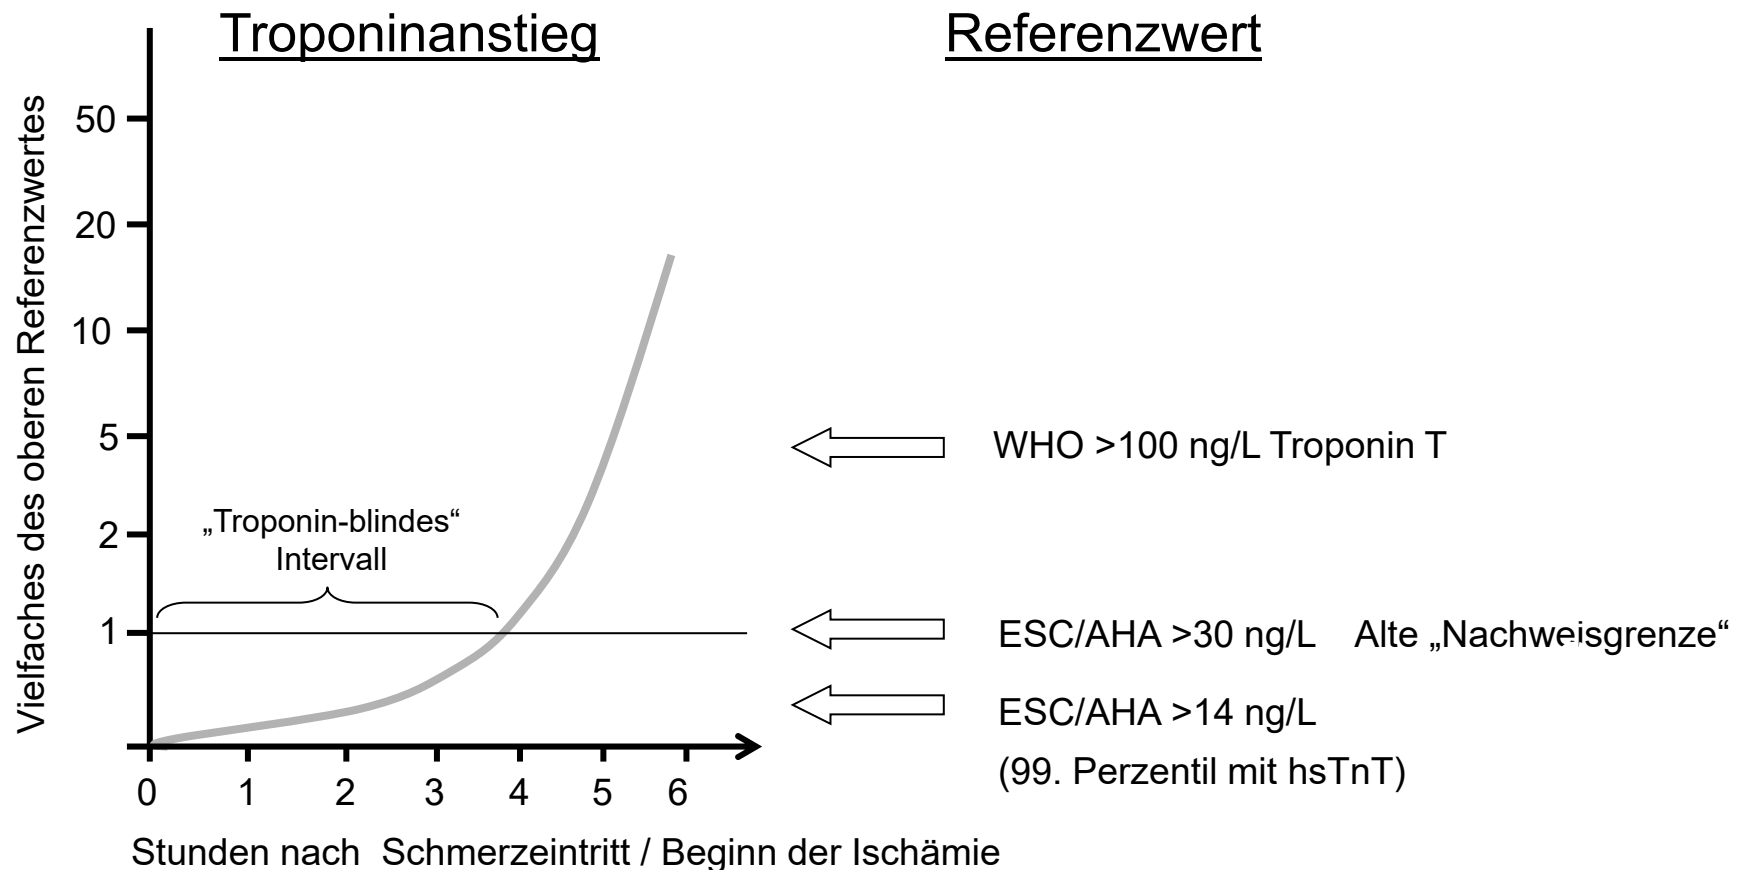 Troponinanstieg
Referenzwert
Vielfaches des oberen Referenzwertes
50
20
10
5
2
1
„Troponin-blindes“
Intervall
WHO >100 ng/L Troponin T
ESC/AHA >30 ng/L Alte „Nachweisgrenze“
ESC/AHA >14 ng/L
(99. Perzentil mit hsTnT)
0 1 2 3 4 5 6
Stunden nach Schmerzeintritt / Beginn der Ischämie